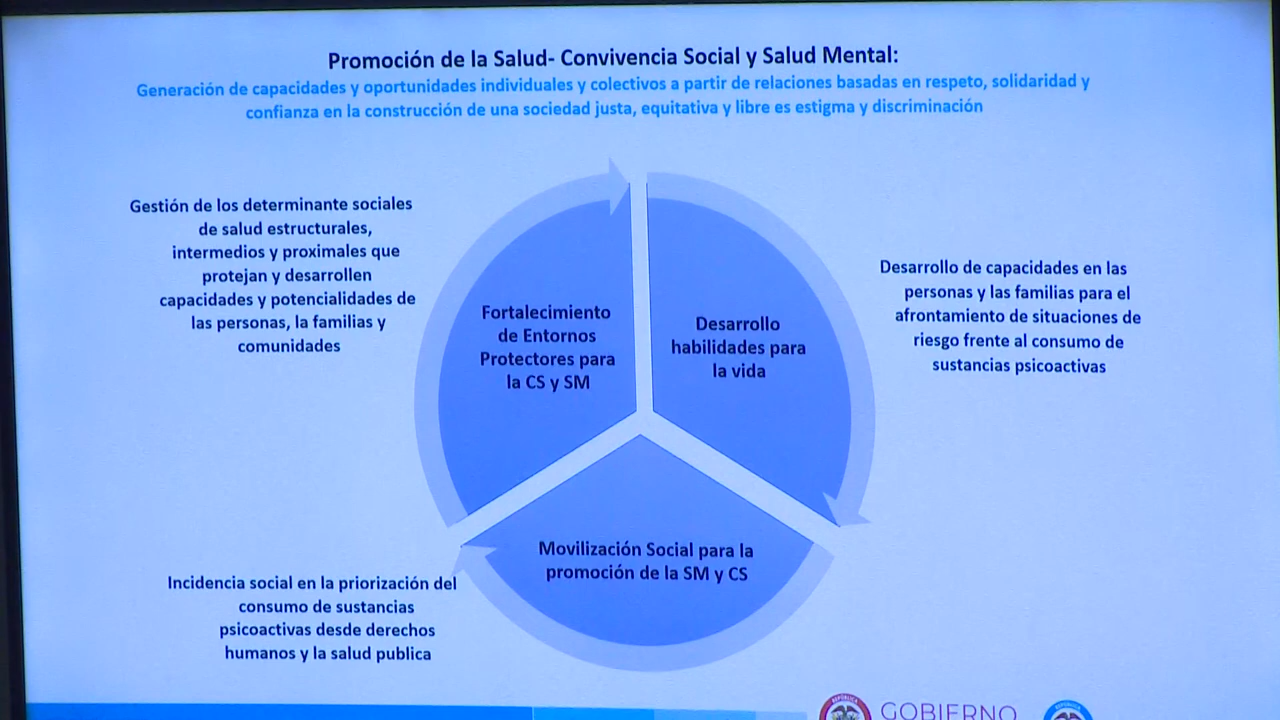 Promoción de la Salud- Convivencia Social y Salud Mental:
Generación de capacidades y oportunidades individuales y colectivos a partir de relaciones basadas en respeto, solidaridad y
confianza en la construcción de una sociedad justa, equitativa y libre es estigma y discriminación
Gestión de los determinante sociales
de salud estructurales,
intermedios y proximales que
protejan y desarrollen
capacidades y potencialidades de
las personas, la familias y
comunidades
Fortalecimiento
de Entornos
Protectores para
la CS y SM
Desarrollo
habilidades para
la vida
Desarrollo de capacidades en las
personas y las familias para el
afrontamiento de situaciones de
riesgo frente al consumo de
sustancias psicoactivas
Movilización Social para la
promoción de la SM y CS
Incidencia social en la priorización del
consumo de sustancias
psicoactivas desde derechos
humanos y la salud publica
GOBIERNO